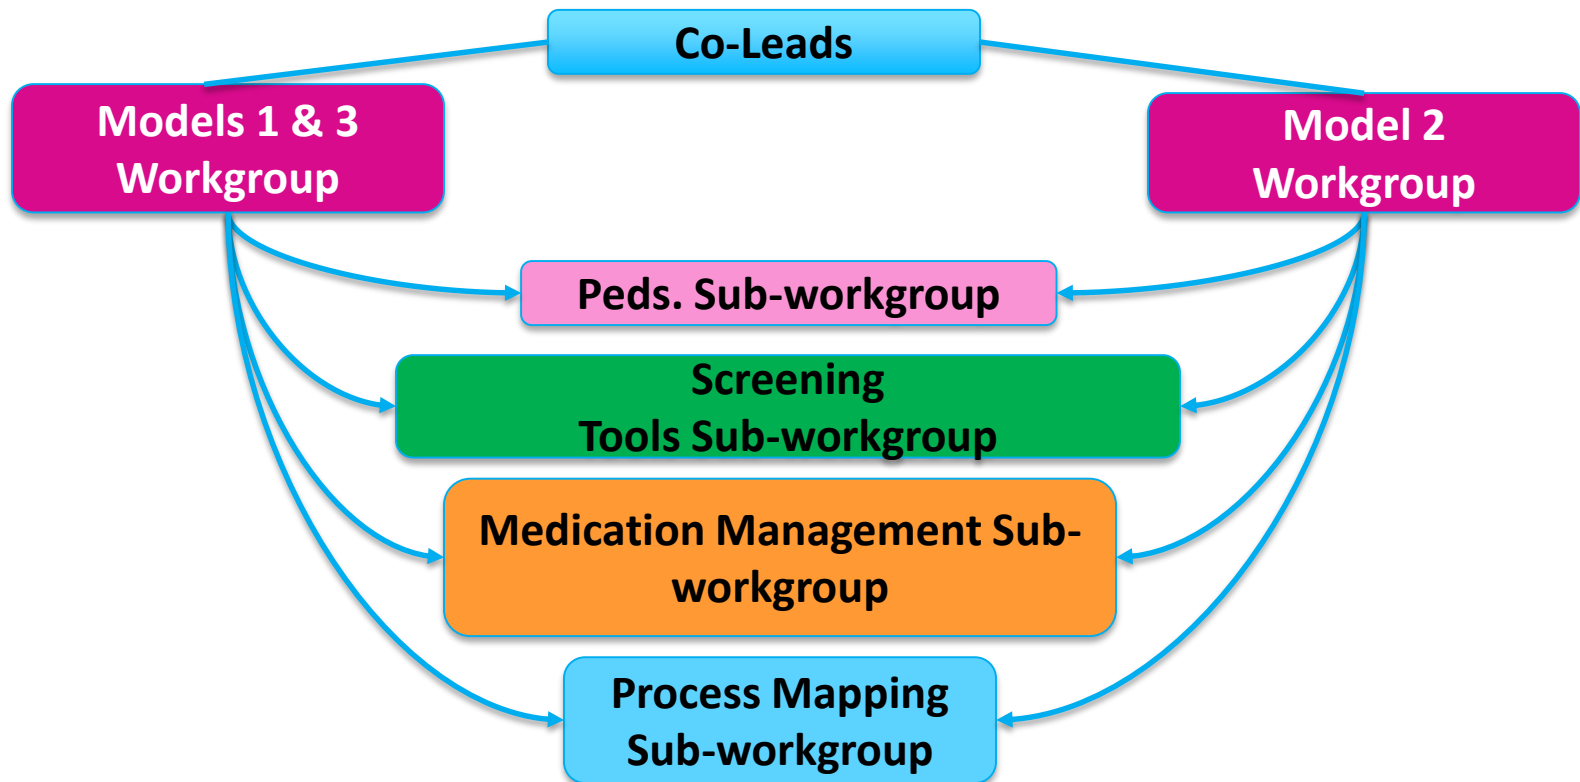 Co-Leads
Models 1 & 3
Workgroup
Model 2
Workgroup
Peds. Sub-workgroup
Screening
Tools Sub-workgroup
Medication Management Sub-
workgroup
Process Mapping
Sub-workgroup